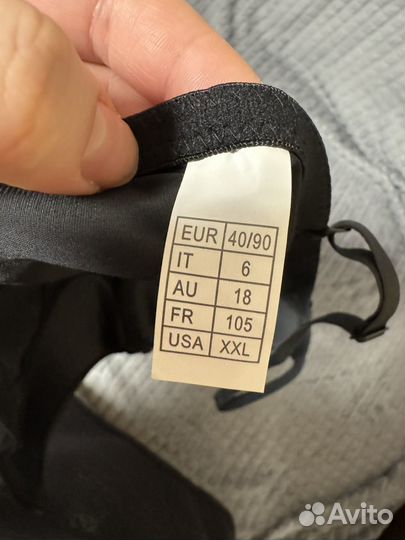 EUR 40/90
IT 6
AU 18
FR 105
USA XXL
Avito